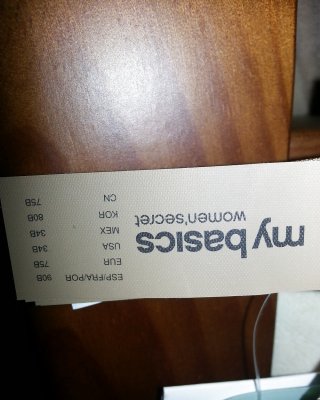 my basics
women'secret
ESP/FRA/POR 90B
EUR 75B
USA 34B
MEX 34B
KOR 80B
CN 75B